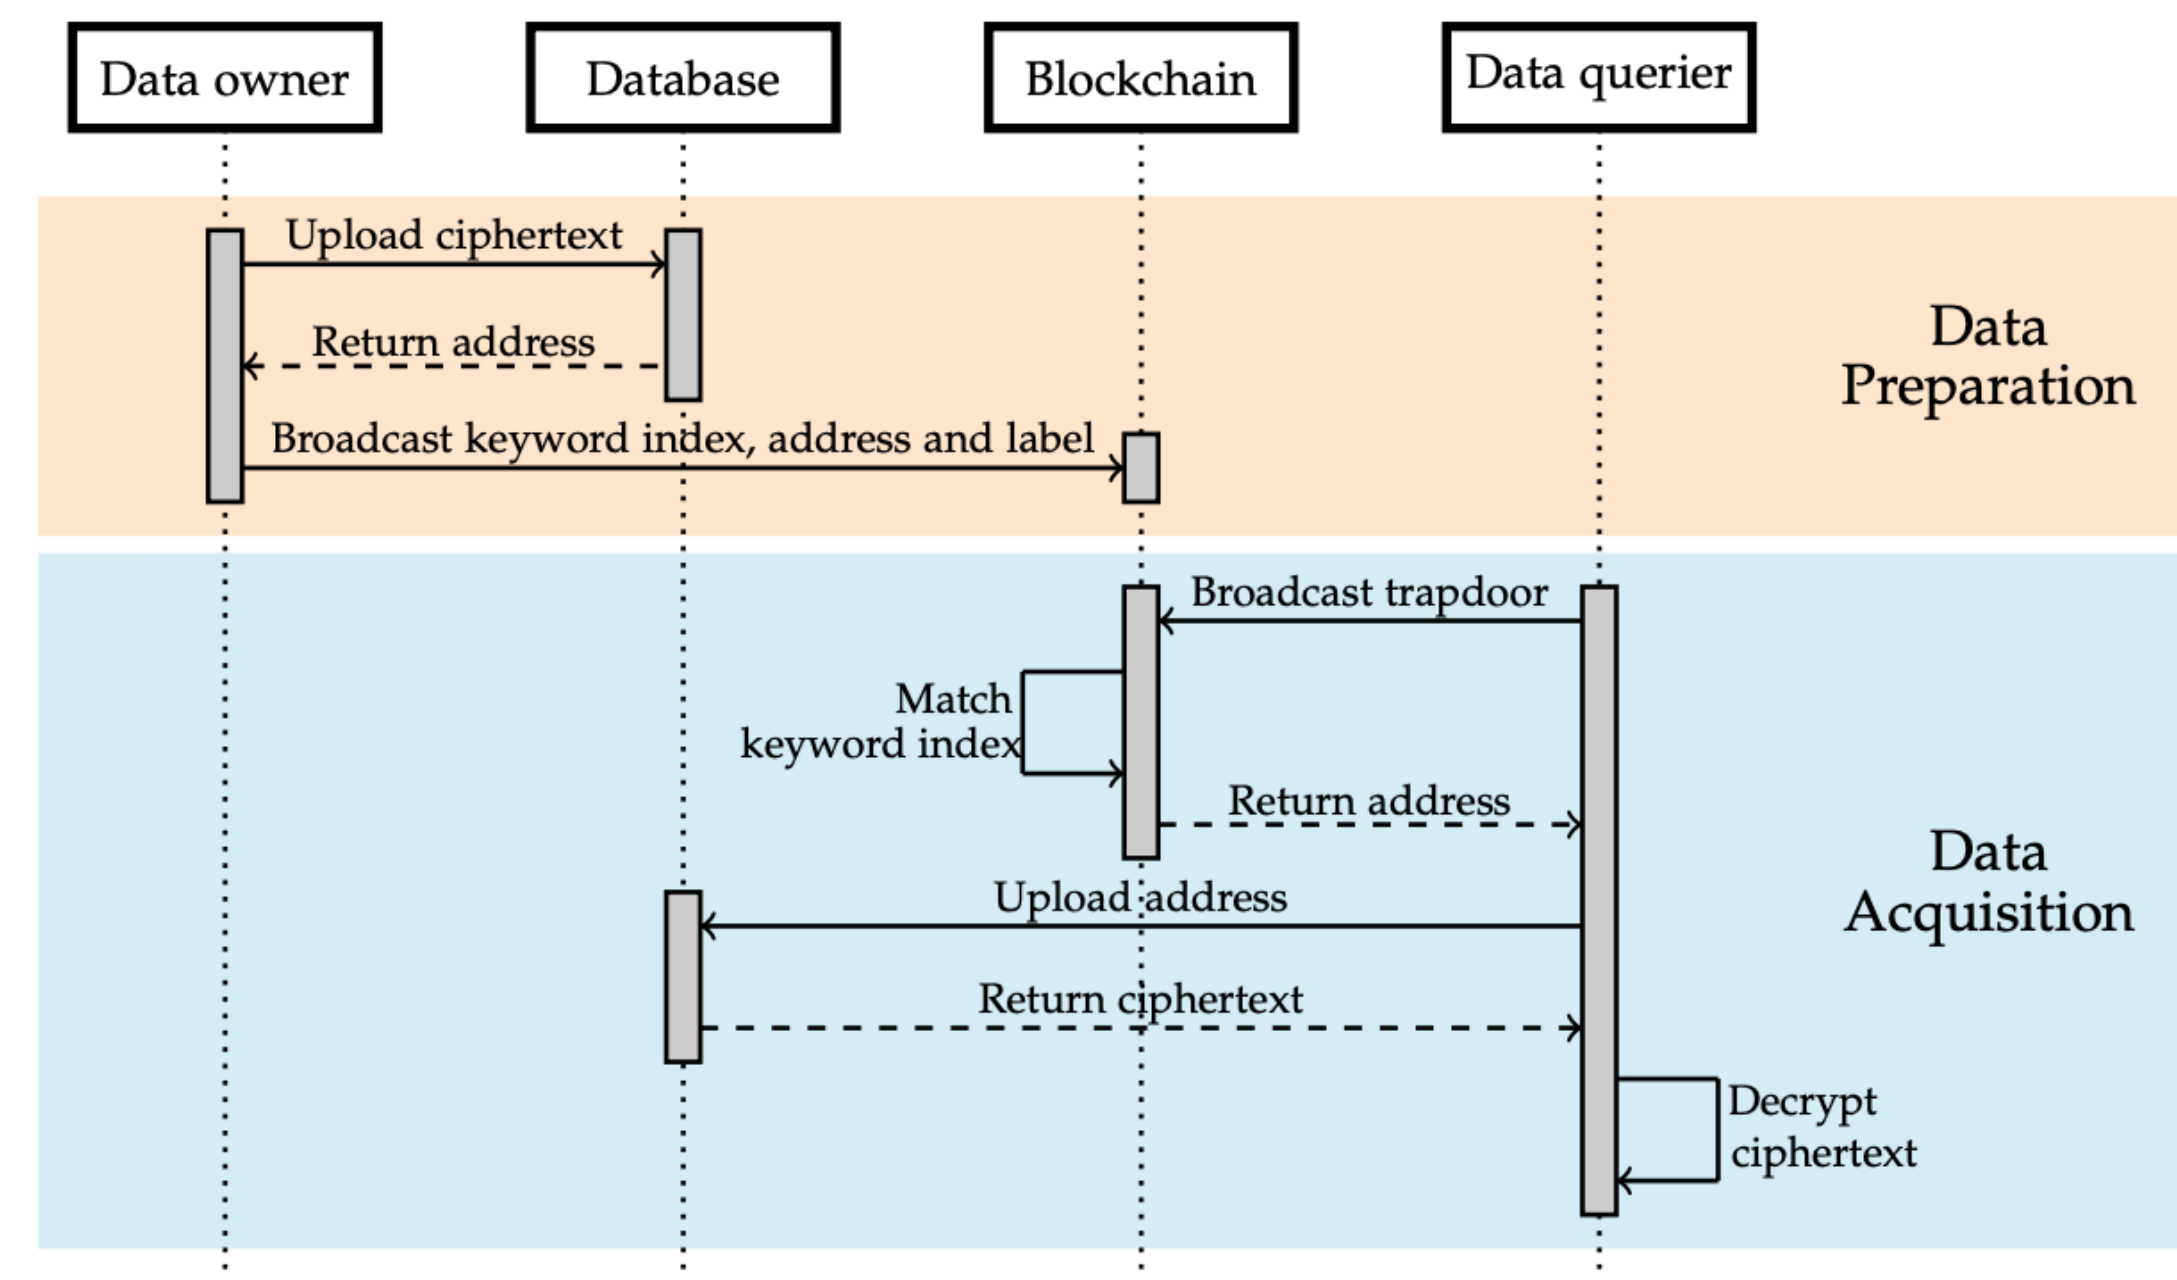 Data owner
Database
Blockchain
Data querier
Upload ciphertext
Return address
Broadcast keyword index, address and label
Data
Preparation
Broadcast trapdoor
Match
keyword index
Return address
Upload address
Return ciphertext
Data
Acquisition
Decrypt
ciphertext